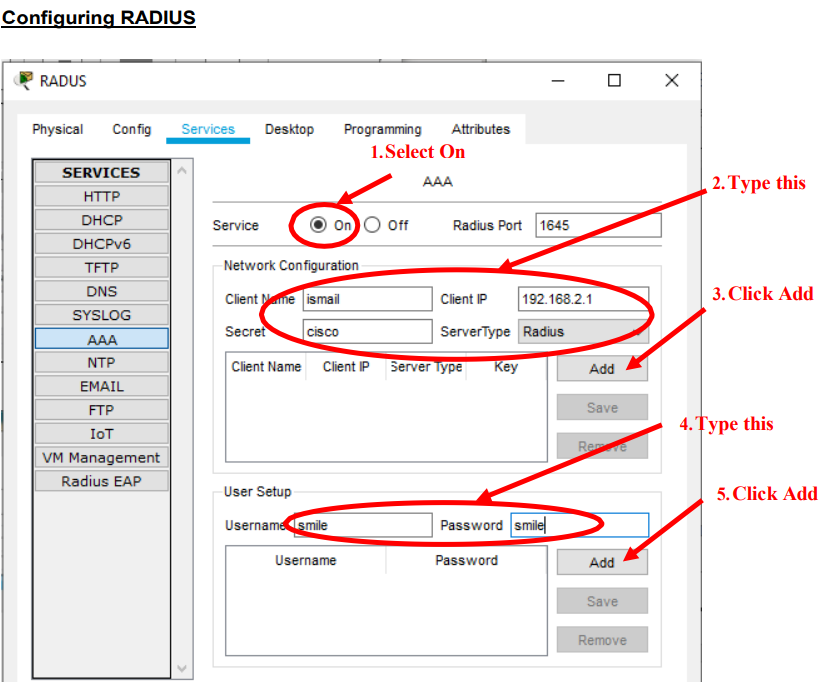 Configuring RADIUS
RADUS
Physical Config Services Desktop Programming Attributes
1.Select On
SERVICES
HTTP
DHCP
DHCPv6
TFTP
DNS
SYSLOG
AAA
NTP
EMAIL
FTP
IoT
VM Management
Radius EAP
AAA
2.Type this
Service On Off Radius Port 1645
Network Configuration
Client Name ismail Client IP 192.168.2.1
3.Click Add
Secret cisco ServerType Radius
Client Name Client IP Server Type Key
Add
Save
Remove
4.Type this
User Setup
5.Click Add
Username smile Password smile
Username Password
Add
Save
Remove